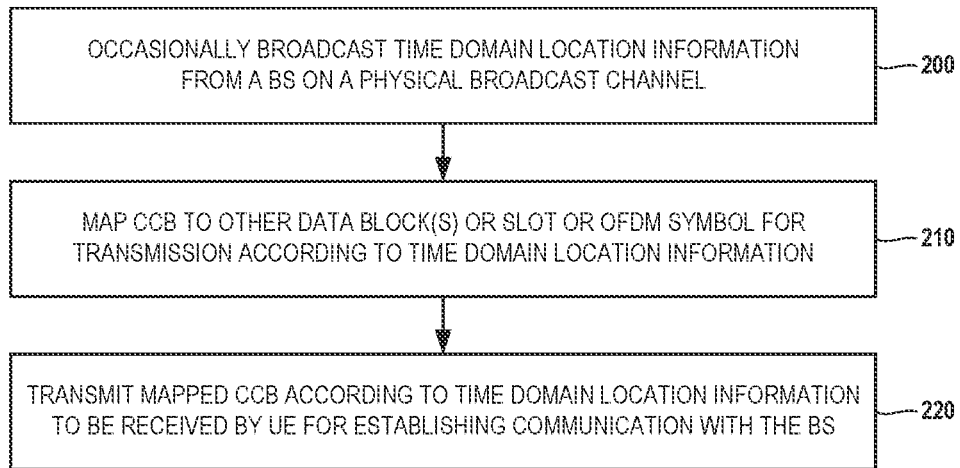 OCCASIONALLY BROADCAST TIME DOMAIN LOCATION INFORMATION
FROM A BS ON A PHYSICAL BROADCAST CHANNEL
200
MAP CCB TO OTHER DATA BLOCK(S) OR SLOT OR OFDM SYMBOL FOR
TRANSMISSION ACCORDING TO TIME DOMAIN LOCATION INFORMATION
210
TRANSMIT MAPPED CCB ACCORDING TO TIME DOMAIN LOCATION INFORMATION
TO BE RECEIVED BY UE FOR ESTABLISHING COMMUNICATION WITH THE BS
220